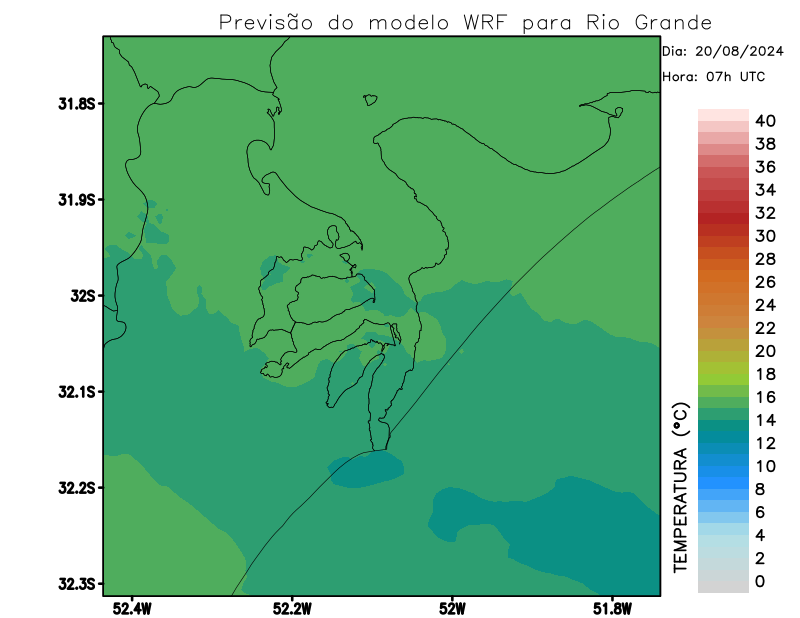 Previsão do modelo WRF para Rio Grande
Dia: 20/08/2024
Hora: 07h UTC
31.8S
31.9S
32S
32.1S
32.2S
32.3S
52.4W
52.2W
52W
51.8W
TEMPERATURA (°C)
40
38
36
34
32
30
28
26
24
22
20
18
16
14
12
10
8
6
4
2
0